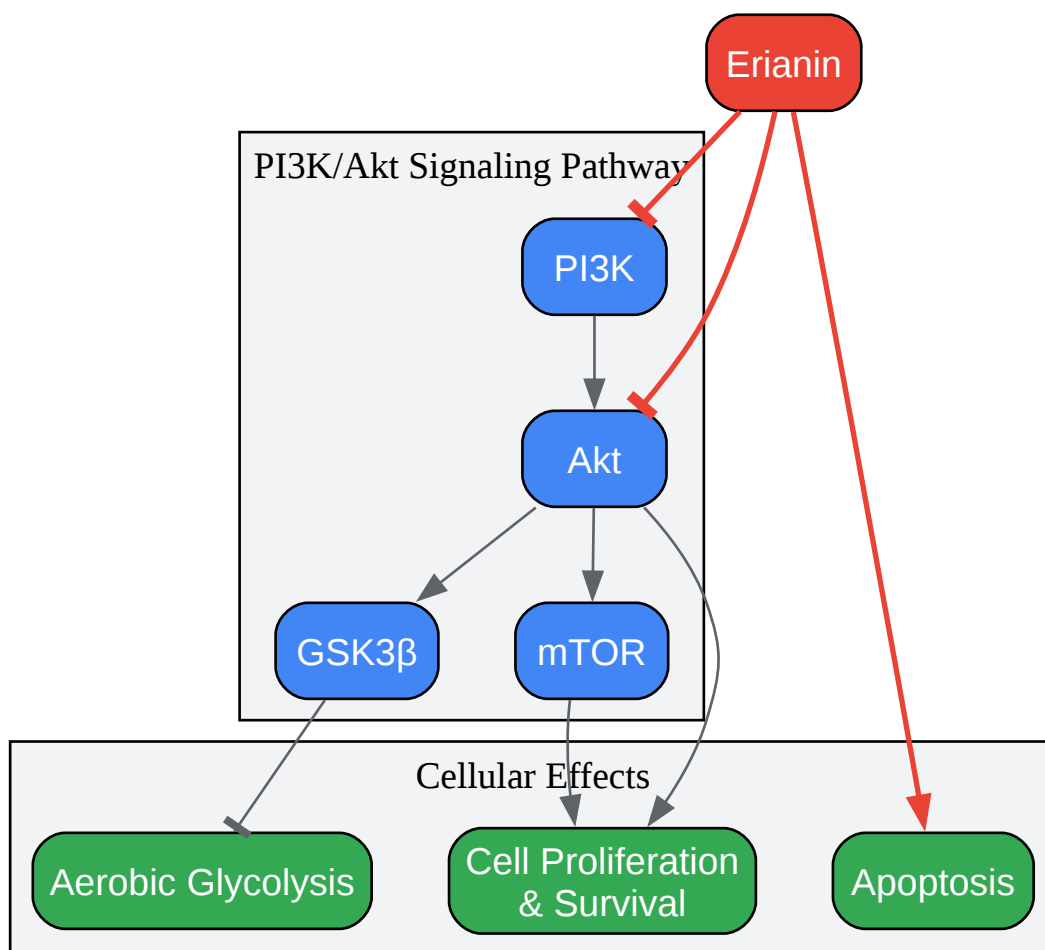 Erianin
PI3K/Akt Signaling Pathway
PI3K
Akt
GSK3β
mTOR
Cellular Effects
Aerobic Glycolysis
Cell Proliferation
& Survival
Apoptosis